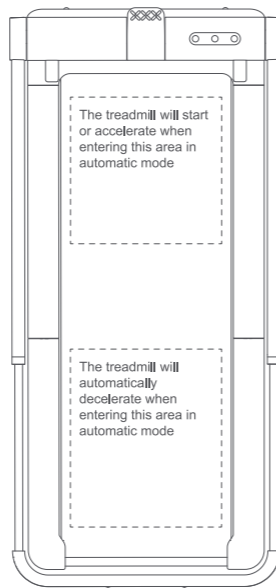 The treadmill will start
or accelerate when
entering this area in
automatic mode
The treadmill will
automatically
decelerate when
entering this area in
automatic mode